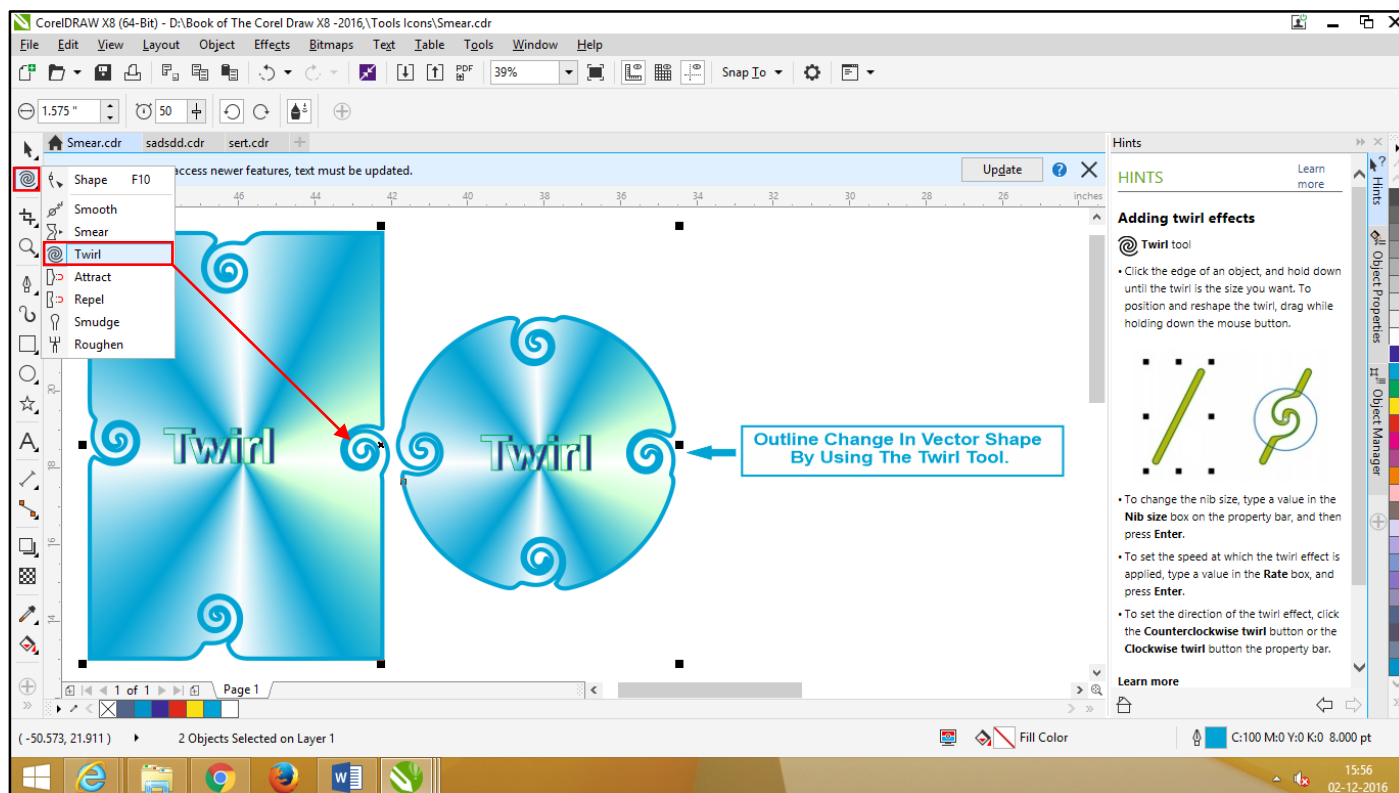 CorelDRAW X8 (64-Bit) - D:\Book of The Corel Draw X8 -2016,\Tools Icons\Smear.cdr
File Edit View Layout Object Effects Bitmaps Text Table Tools Window Help
PDF 39% Snap To
1.575 " 50
Smear.cdr sadsdd.cdr sert.cdr
access newer features, text must be updated. Update
46 42 40 38 36 34 32 30 28 26 inches
Shape F10
Smooth
Smear
Twirl
Attract
Repel
Smudge
Roughen
20
18
16
14
Twirl
Twirl
Outline Change In Vector Shape
By Using The Twirl Tool.
Hints
HINTS Learn more
Adding twirl effects
Twirl tool
• Click the edge of an object, and hold down
until the twirl is the size you want. To
position and reshape the twirl, drag while
holding down the mouse button.
• To change the nib size, type a value in the
Nib size box on the property bar, and then
press Enter.
• To set the speed at which the twirl effect is
applied, type a value in the Rate box, and
press Enter.
• To set the direction of the twirl effect, click
the Counterclockwise twirl button or the
Clockwise twirl button the property bar.
Learn more
Hints
Object Properties
Object Manager
1 of 1 Page 1
( -50.573, 21.911 ) 2 Objects Selected on Layer 1 Fill Color C:100 M:0 Y:0 K:0 8.000 pt
15:56
02-12-2016